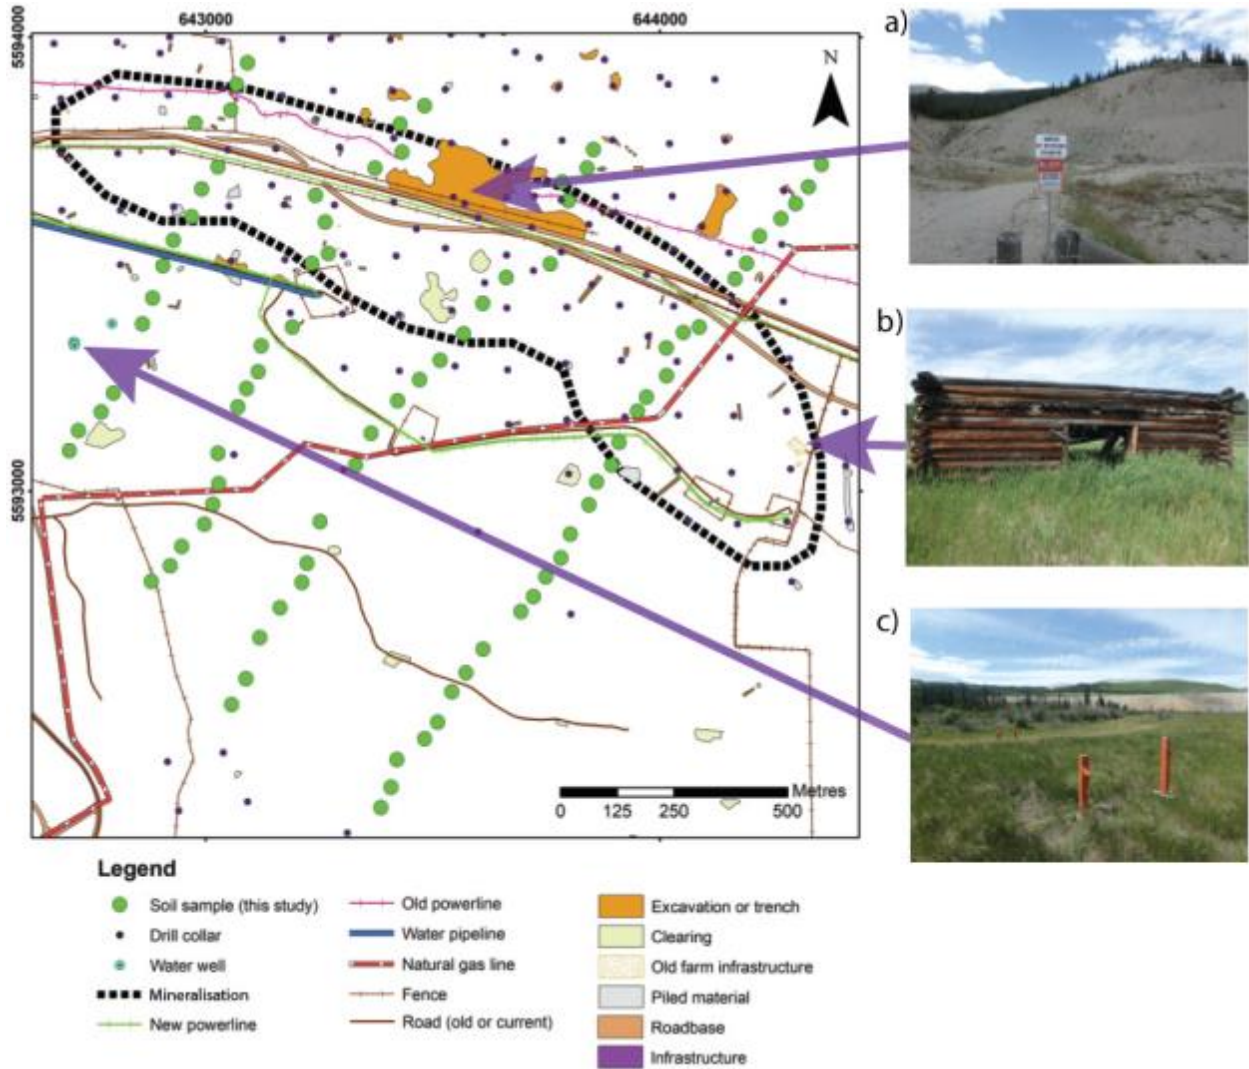 643000
644000
5594000
5593000
N
a)
b)
c)
Metres
0
125
250
500
Legend
Soil sample (this study)
Drill collar
Water well
Mineralisation
New powerline
Old powerline
Water pipeline
Natural gas line
Fence
Road (old or current)
Excavation or trench
Clearing
Old farm infrastructure
Piled material
Roadbase
Infrastructure